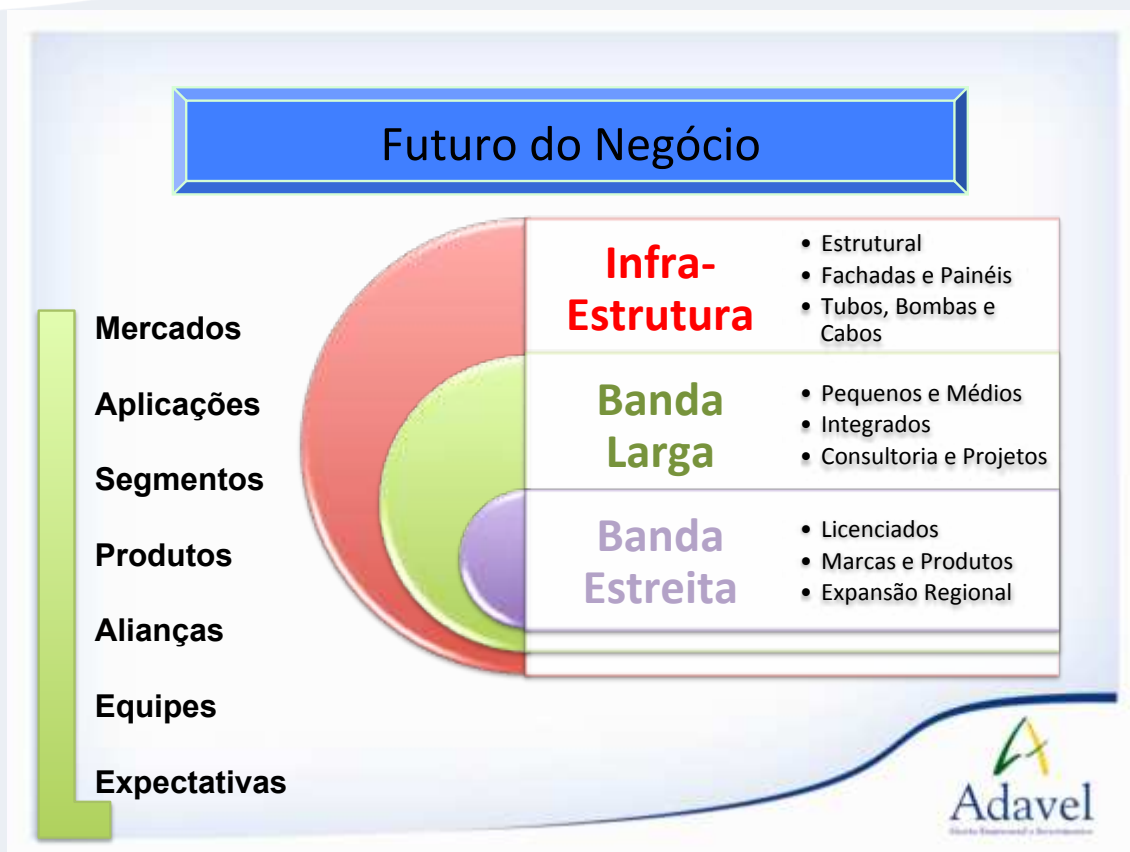 Futuro do Negócio
Mercados
Aplicações
Segmentos
Produtos
Alianças
Equipes
Expectativas
Infra-
Estrutura
• Estrutural
• Fachadas e Painéis
• Tubos, Bombas e
Cabos
Banda
Larga
• Pequenos e Médios
• Integrados
• Consultoria e Projetos
Banda
Estreita
• Licenciados
• Marcas e Produtos
• Expansão Regional
Adavel